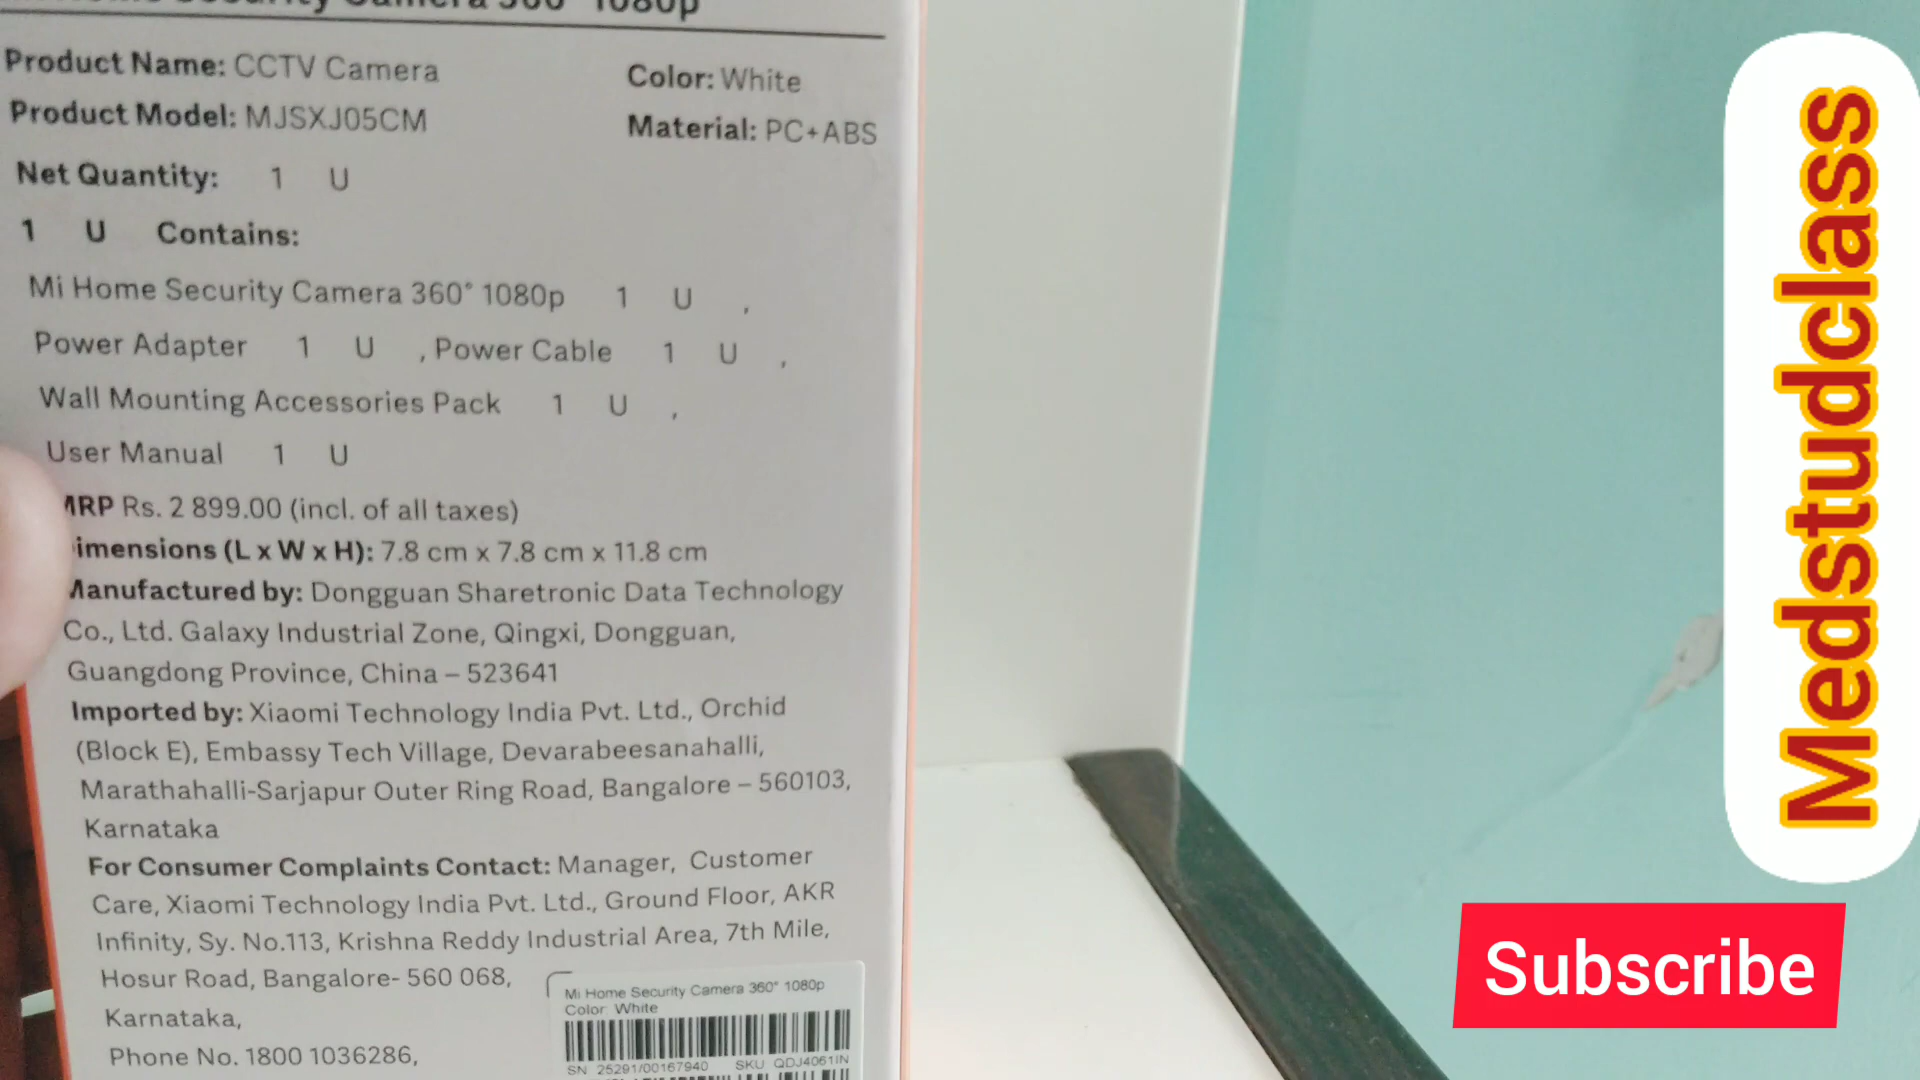 Home Security Camera 360° 1080p
Product Name: CCTV Camera
Color: White
Product Model: MJSXJ05CM
Material: PC+ABS
Net Quantity: 1 U
1 U Contains:
Mi Home Security Camera 360° 1080p 1 U ,
Power Adapter 1 U , Power Cable 1 U ,
Wall Mounting Accessories Pack 1 U ,
User Manual 1 U
MRP Rs. 2 899.00 (incl. of all taxes)
imensions (L x W x H): 7.8 cm x 7.8 cm x 11.8 cm
Manufactured by: Dongguan Sharetronic Data Technology
Co., Ltd. Galaxy Industrial Zone, Qingxi, Dongguan,
Guangdong Province, China – 523641
Imported by: Xiaomi Technology India Pvt. Ltd., Orchid
(Block E), Embassy Tech Village, Devarabeesanahalli,
Marathahalli-Sarjapur Outer Ring Road, Bangalore – 560103,
Karnataka
For Consumer Complaints Contact: Manager, Customer
Care, Xiaomi Technology India Pvt. Ltd., Ground Floor, AKR
Infinity, Sy. No.113, Krishna Reddy Industrial Area, 7th Mile,
Hosur Road, Bangalore- 560 068,
Karnataka,
Phone No. 1800 1036286,
Mi Home Security Camera 360° 1080p
Color: White
SN 25291/00167940 SKU QDJ4061IN
Medstudclass
Subscribe